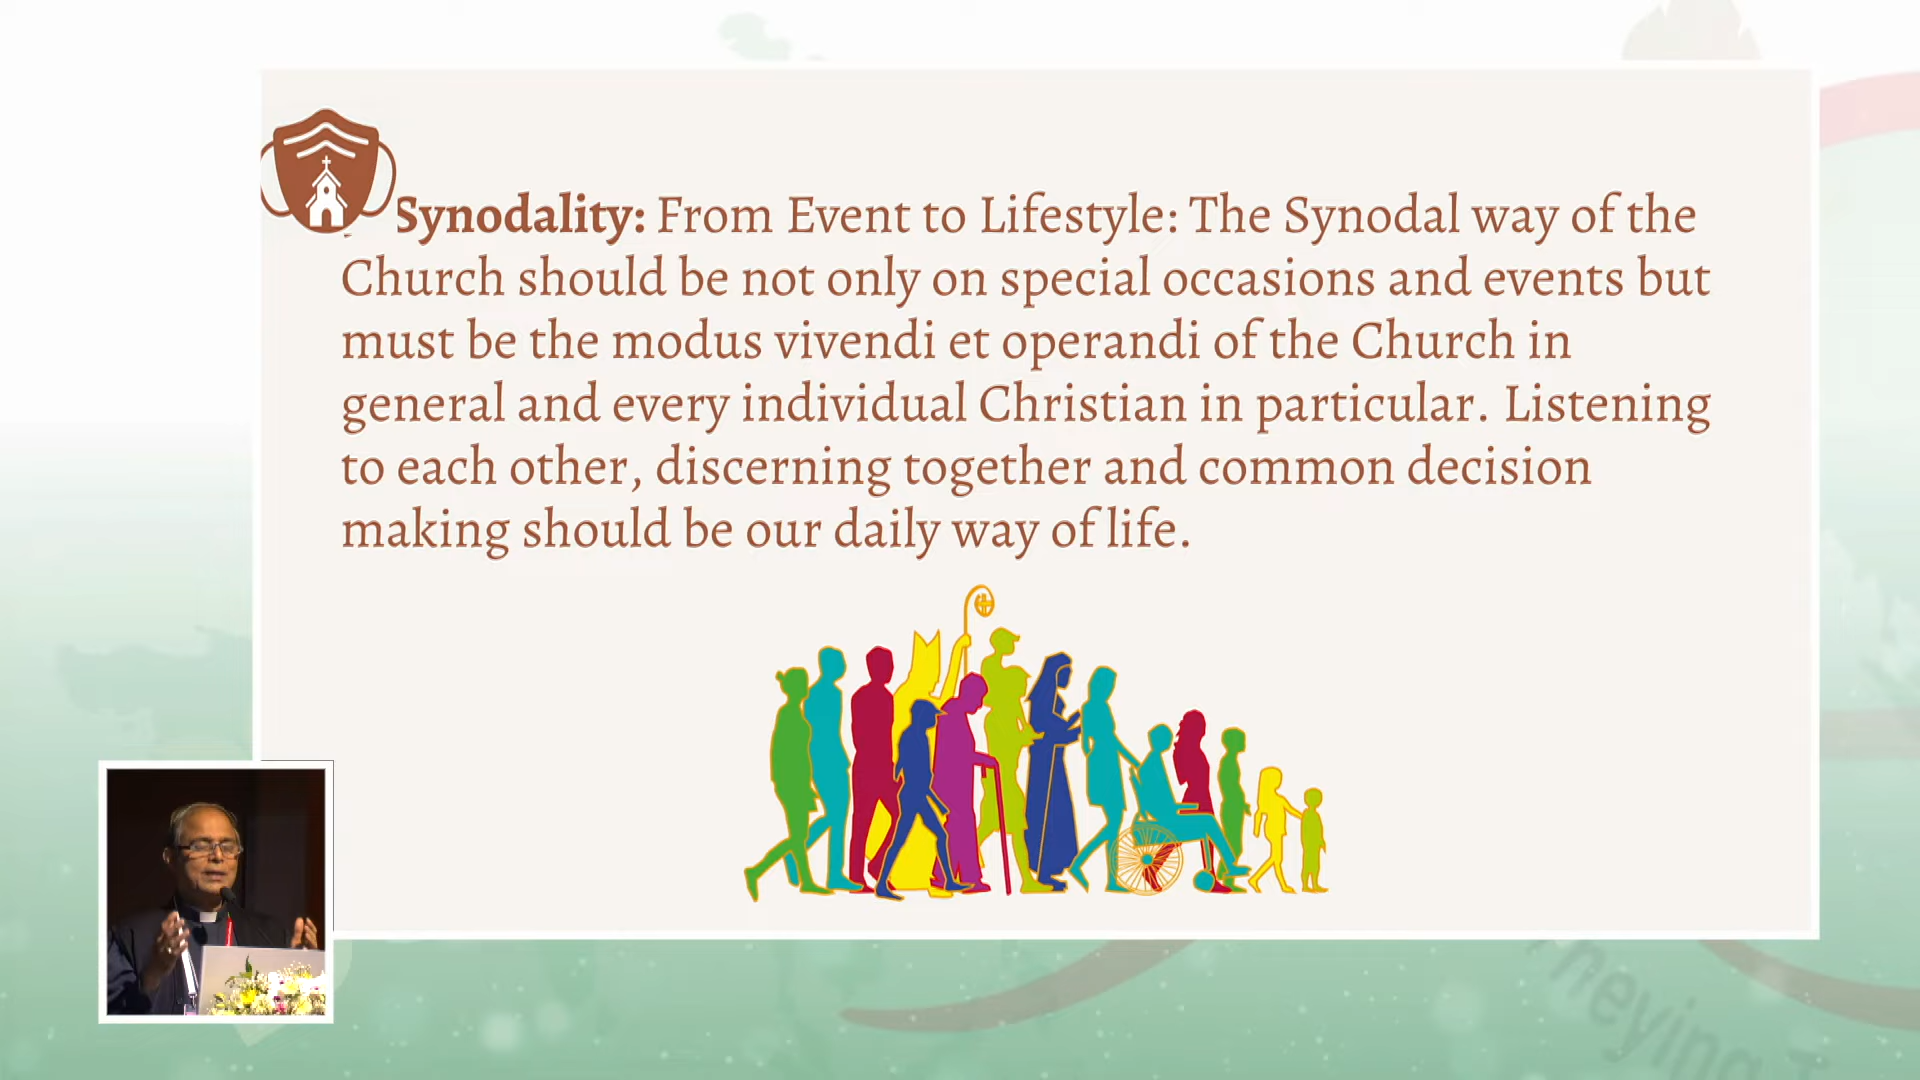 Synodality: From Event to Lifestyle: The Synodal way of the
Church should be not only on special occasions and events but
must be the modus vivendi et operandi of the Church in
general and every individual Christian in particular. Listening
to each other, discerning together and common decision
making should be our daily way of life.